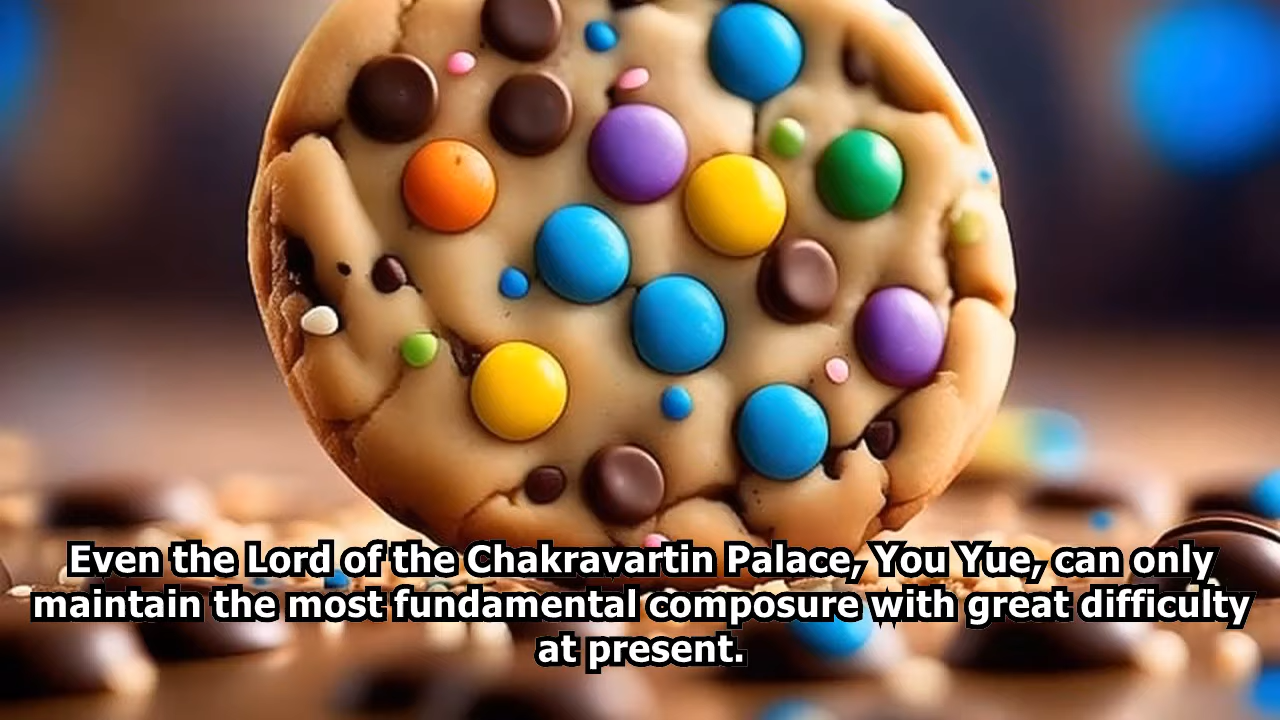 Even the Lord of the Chakravartin Palace, You Yue, can only
maintain the most fundamental composure with great difficulty
at present.